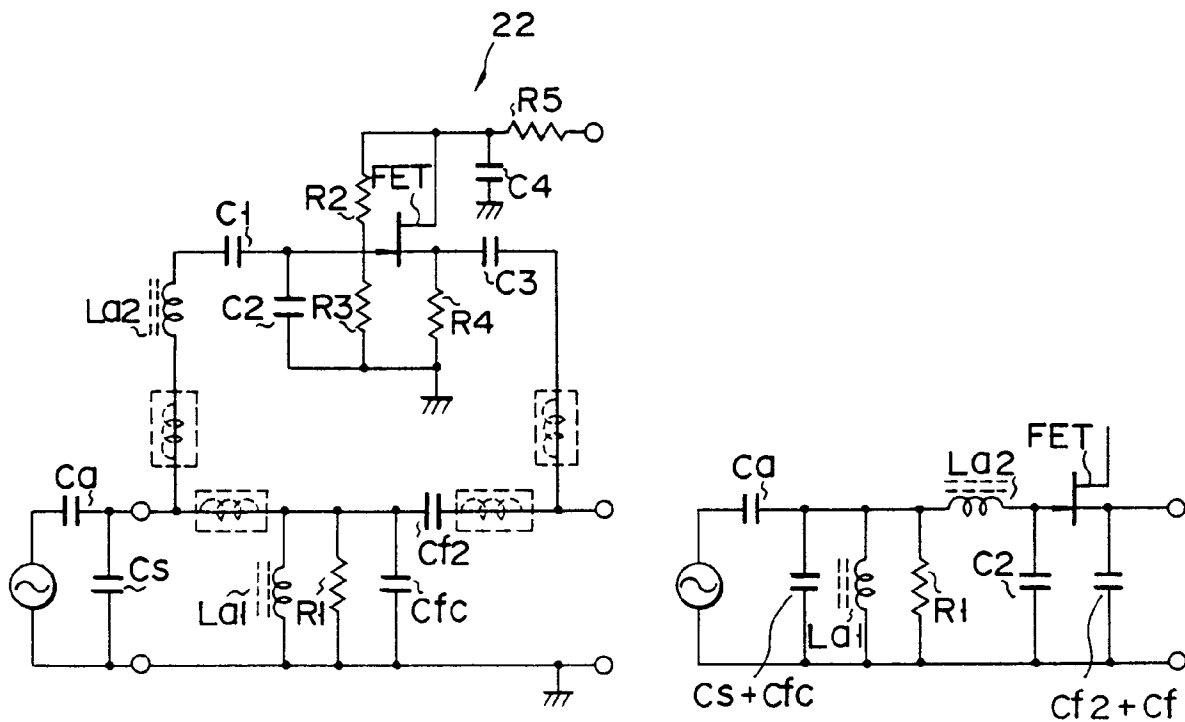 22
R5
FET
C4
R2
C1
C3
La2
C2
R3
R4
Ca
Cs
La1
R1
Cfc
Cf2
FET
La2
Ca
C2
R1
La1
Cs+Cfc
Cf2+Cf